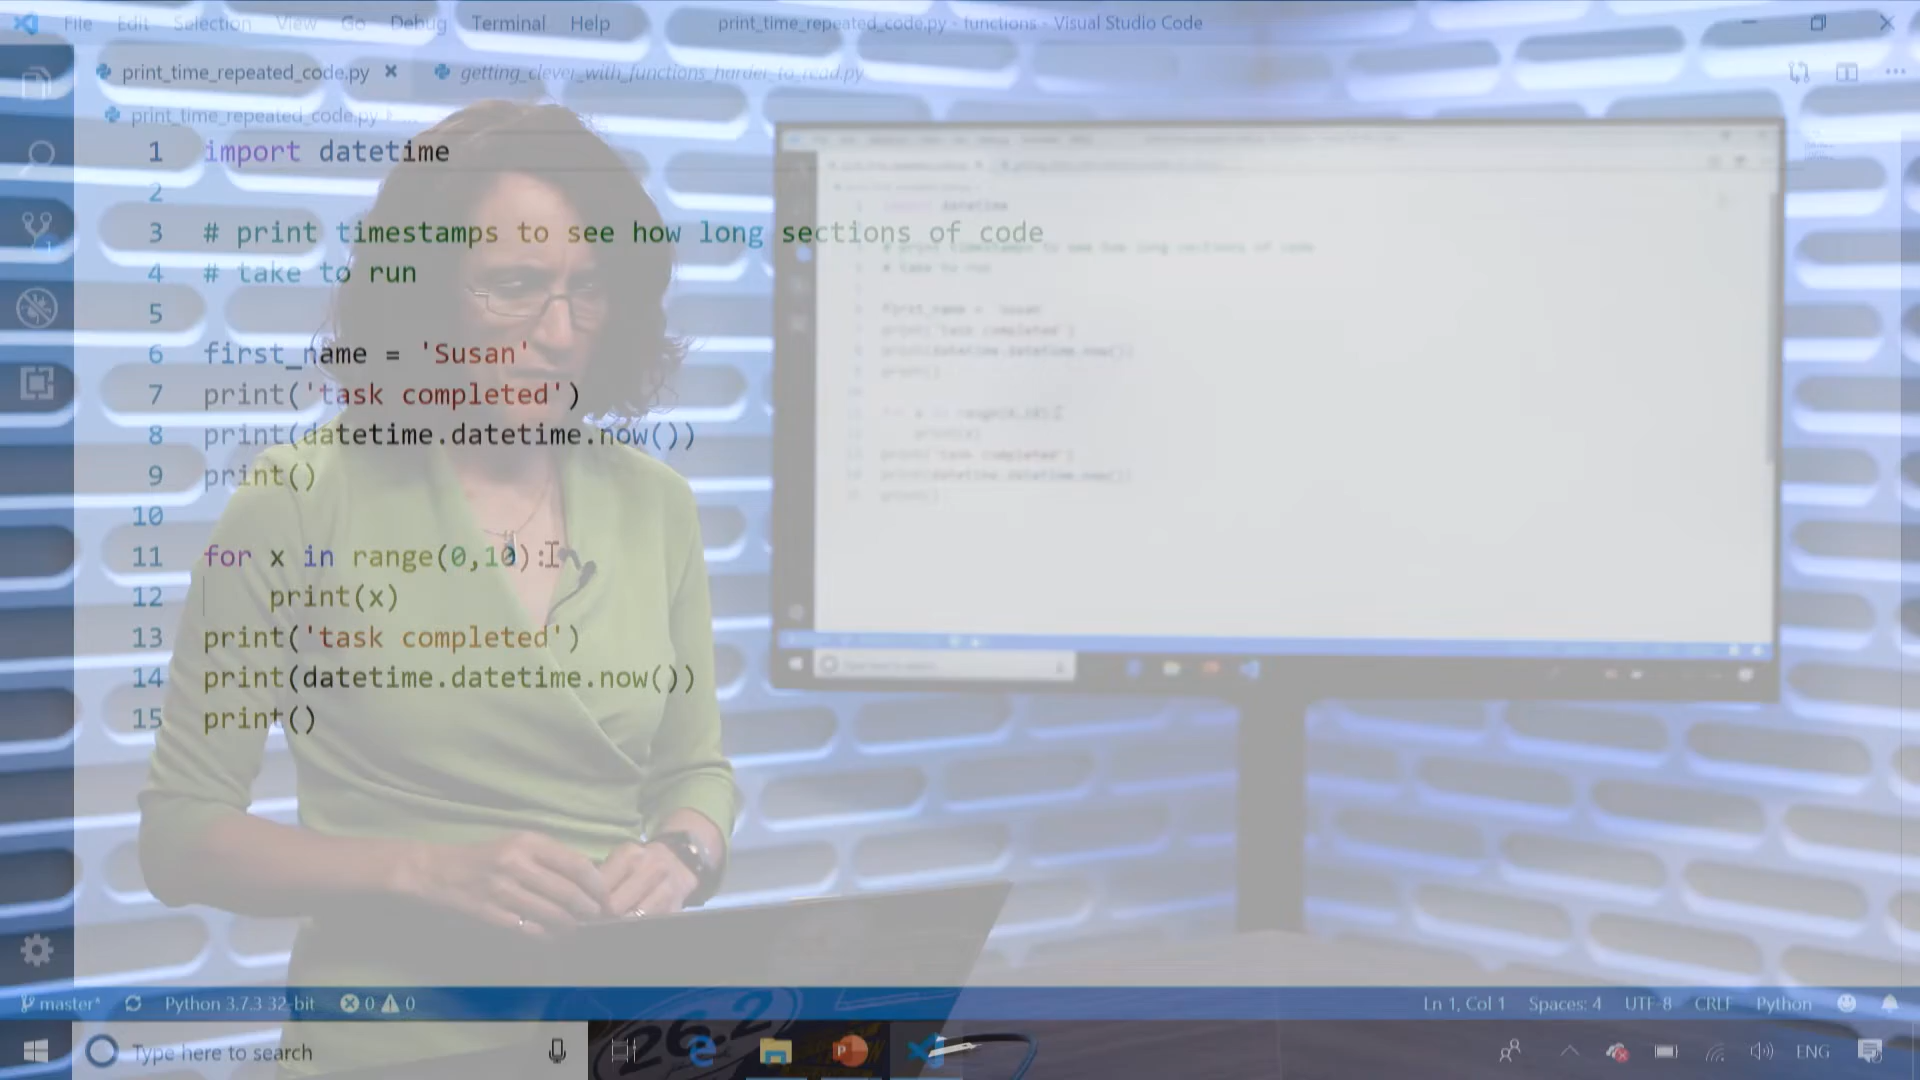 File Edit Selection View Go Debug Terminal Help print_time_repeated_code.py - functions - Visual Studio Code
print_time_repeated_code.py getting_clever_with_functions_harder_to_read.py
print_time_repeated_code.py
1 import datetime
2
3 # print timestamps to see how long sections of code
4 # take to run
5
6 first_name = 'Susan'
7 print('task completed')
8 print(datetime.datetime.now())
9 print()
10
11 for x in range(0,10):
12 print(x)
13 print('task completed')
14 print(datetime.datetime.now())
15 print()
master* Python 3.7.3 32-bit 0 0 Ln 1, Col 1 Spaces: 4 UTF-8 CRLF Python
Type here to search ENG
26.2